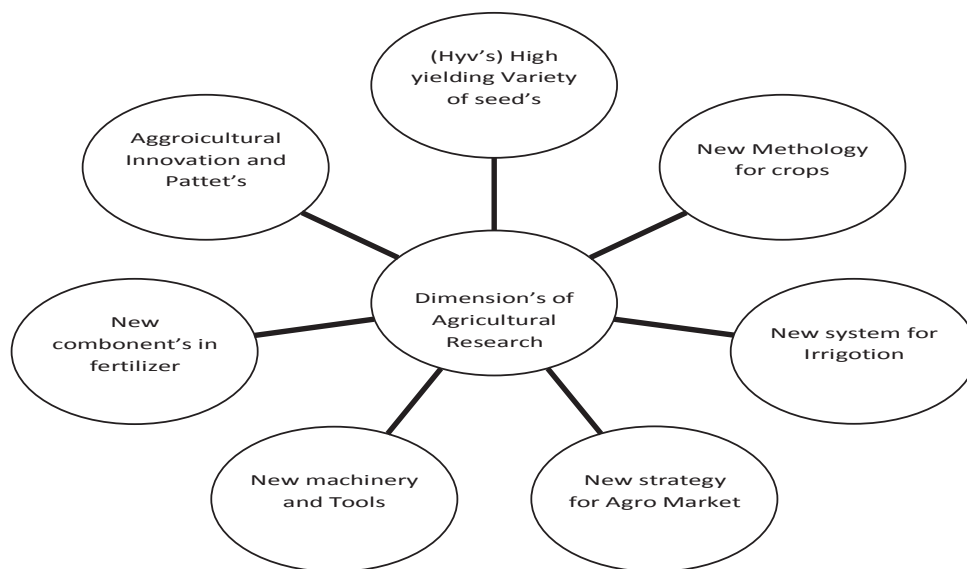 (Hyv's) High
yielding Variety
of seed's
Aggroicultural
Innovation and
Pattet's
New Methology
for crops
Dimension's of
Agricultural
Research
New
component's in
fertilizer
New system for
Irrigotion
New machinery
and Tools
New strategy
for Agro Market